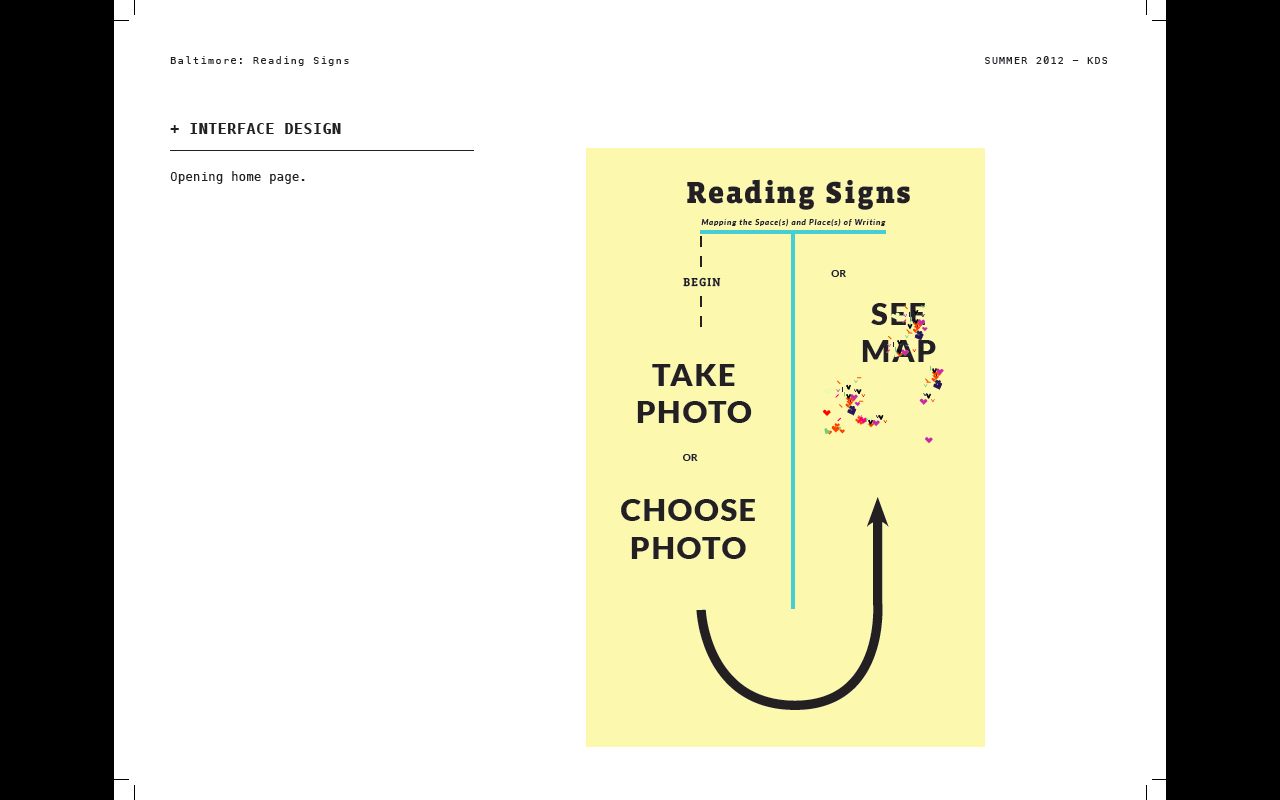 Baltimore: Reading Signs
SUMMER 2012 – KDS
+ INTERFACE DESIGN
Opening home page.
Reading Signs
Mapping the Space(s) and Place(s) of Writing
BEGIN
TAKE
PHOTO
OR
CHOOSE
PHOTO
OR
SEE
MAP